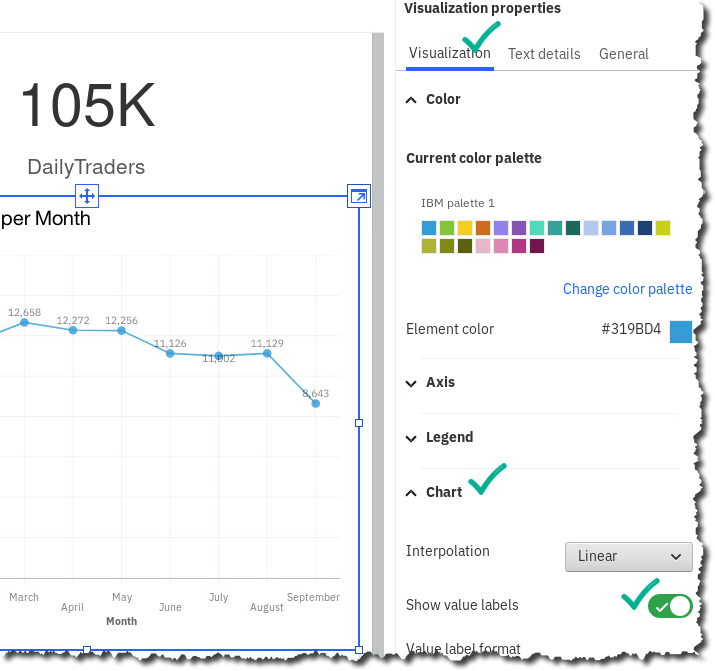 105K
DailyTraders
per Month
12,658
12,272
12,256
11,126
11,002
11,129
8,643
March
April
May
June
July
August
September
Month
Visualization properties
Visualization
Text details
General
Color
Current color palette
IBM palette 1
Change color palette
Element color
#319BD4
Axis
Legend
Chart
Interpolation
Linear
Show value labels
Value label format